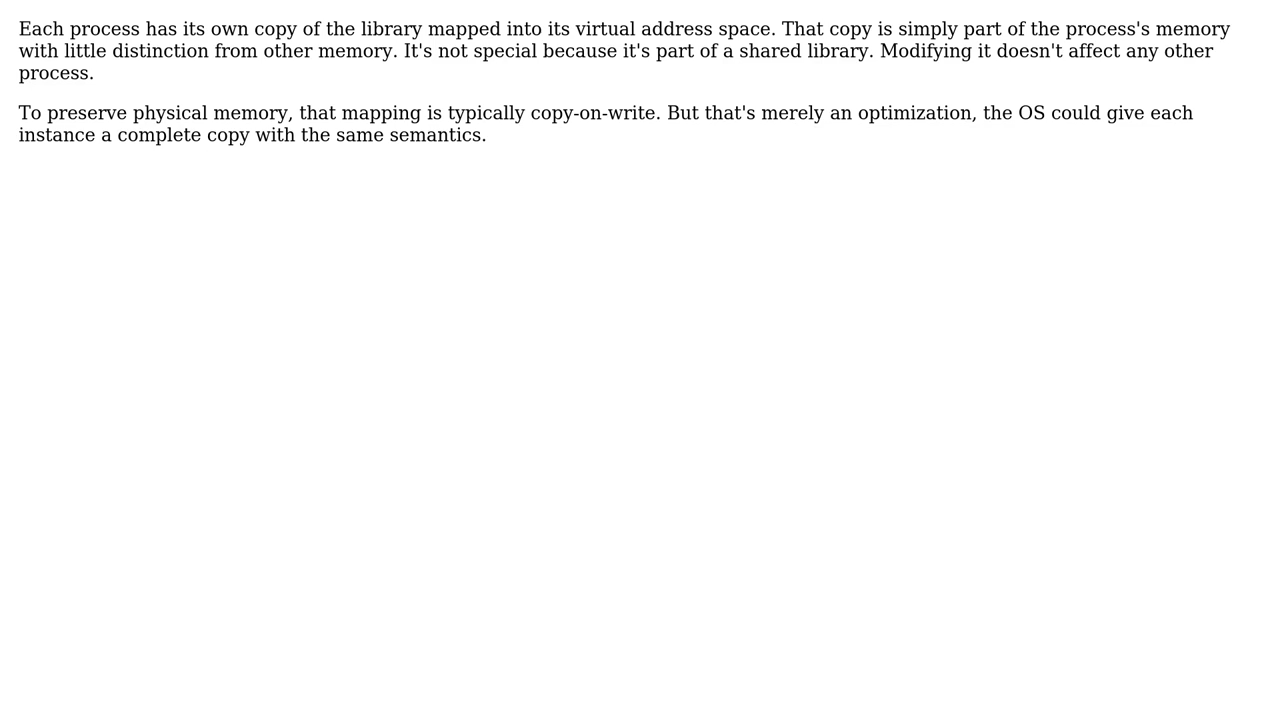 Each process has its own copy of the library mapped into its virtual address space. That copy is simply part of the process's memory
with little distinction from other memory. It's not special because it's part of a shared library. Modifying it doesn't affect any other
process.
To preserve physical memory, that mapping is typically copy-on-write. But that's merely an optimization, the OS could give each
instance a complete copy with the same semantics.